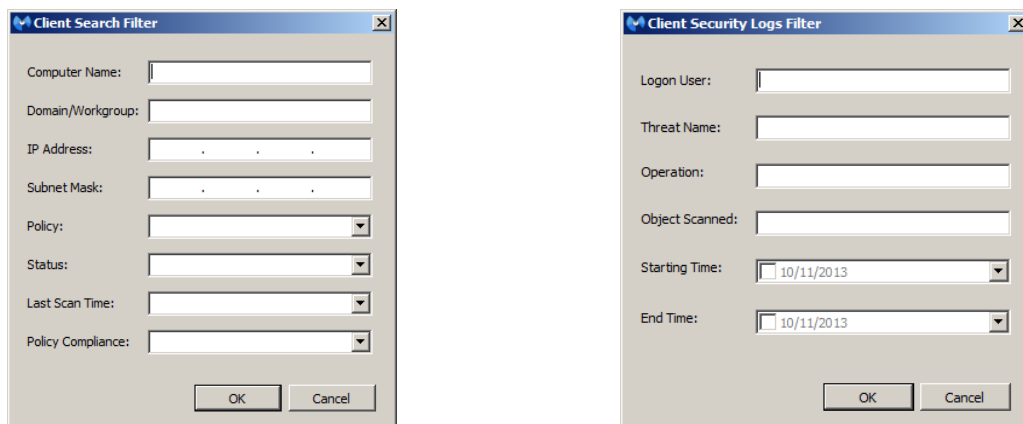 Client Search Filter
Computer Name:
Domain/Workgroup:
IP Address: . . .
Subnet Mask: . . .
Policy:
Status:
Last Scan Time:
Policy Compliance:
OK Cancel
Client Security Logs Filter
Logon User:
Threat Name:
Operation:
Object Scanned:
Starting Time: 10/11/2013
End Time: 10/11/2013
OK Cancel